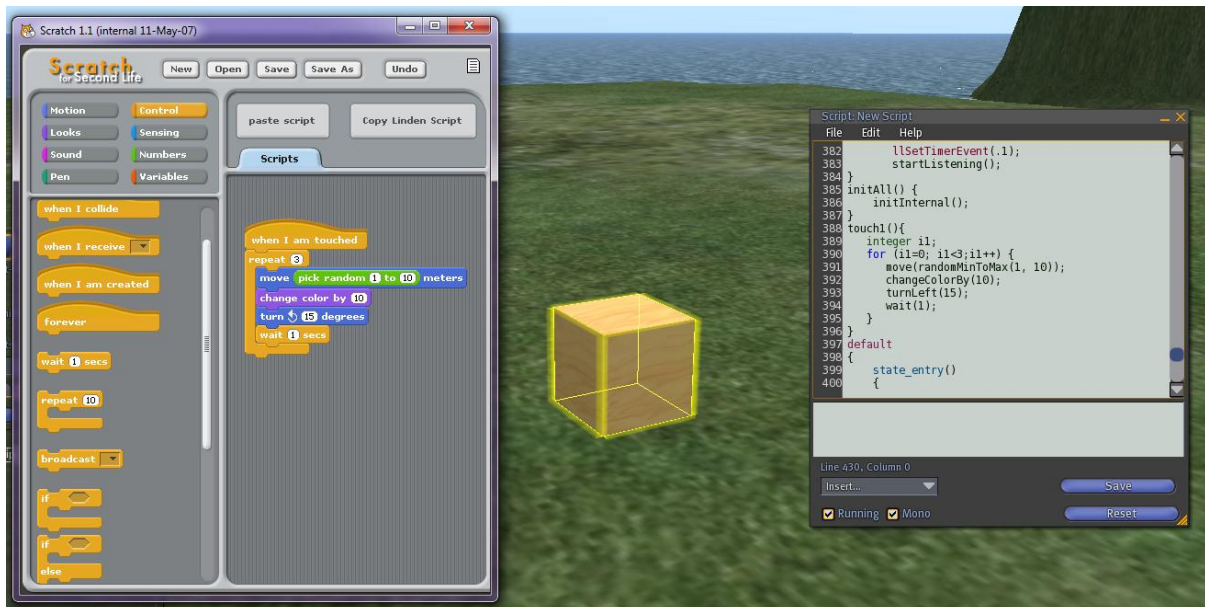 Scratch 1.1 (internal 11-May-07)
Scratch
for Second Life
New Open Save Save As Undo
Motion Control
Looks Sensing
Sound Numbers
Pen Variables
when I collide
when I receive
when I am created
forever
wait 1 secs
repeat 10
broadcast
if
if
else
paste script Copy Linden Script
Scripts
when I am touched
repeat 3
move pick random 1 to 10 meters
change color by 10
turn 15 degrees
wait 1 secs
Script: New Script
File Edit Help
382 llSetTimerEvent(.1);
383 startListening();
384 }
385 initAll() {
386 initInternal();
387 }
388 touch1(){
389 integer i1;
390 for (i1=0; i1<3;i1++) {
391 move(randomMinToMax(1, 10));
392 changeColorBy(10);
393 turnLeft(15);
394 wait(1);
395 }
396 }
397 default
398 {
399 state_entry()
400 {
Line 430, Column 0
Insert... Save
Running Mono Reset